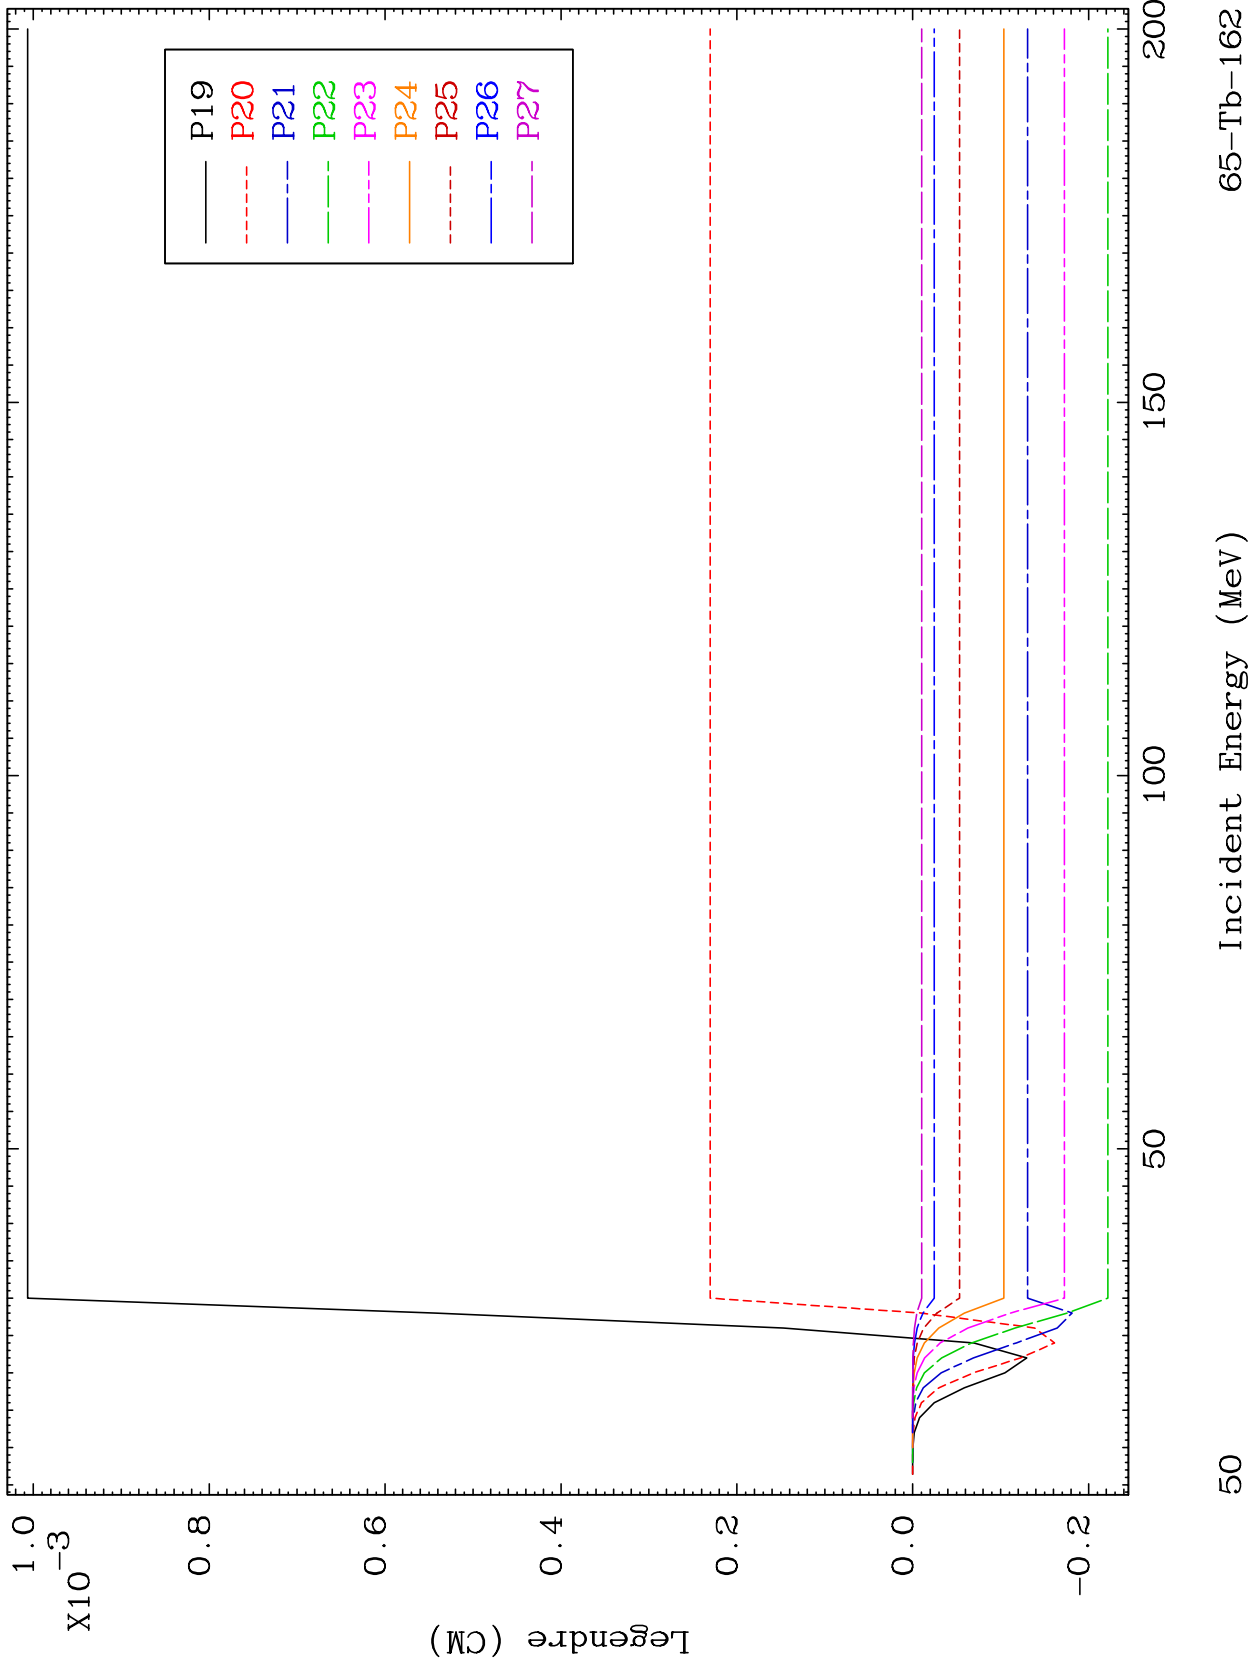 Legendre (CM)
1.0
X10
-3
0.8
0.6
0.4
0.2
0.0
-0.2
P19
P20
P21
P22
P23
P24
P25
P26
P27
50
100
150
200
Incident Energy (MeV)
50
65-Tb-162